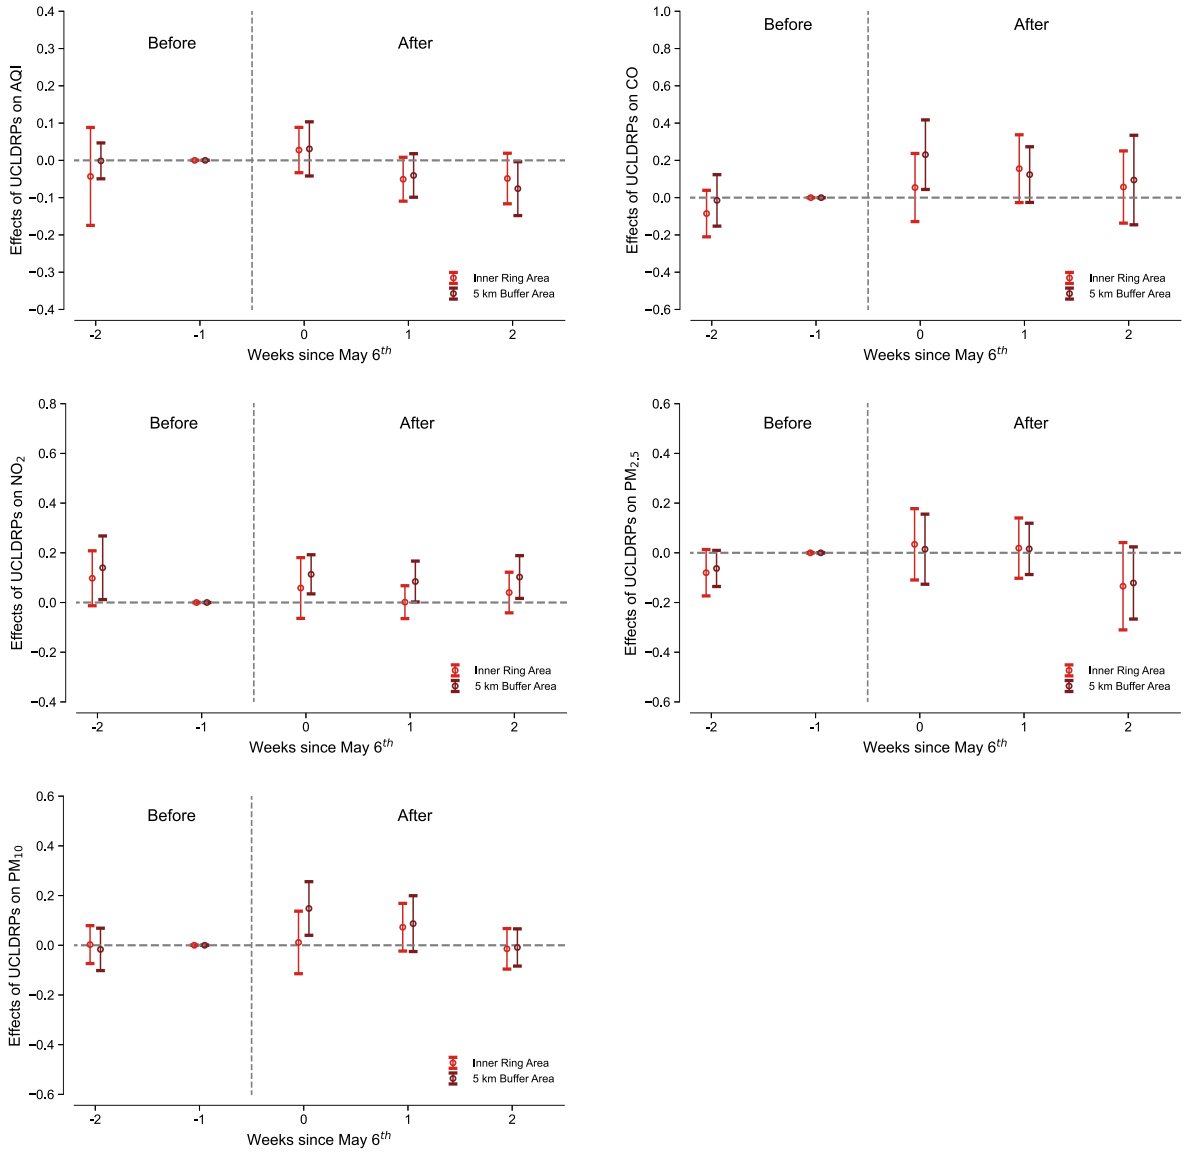 Effects of UCLDRPs on AQI
0.4
0.3
0.2
0.1
0.0
−0.1
−0.2
−0.3
−0.4
Before
After
Inner Ring Area
5 km Buffer Area
-2
-1
0
1
2
Weeks since May 6th
Effects of UCLDRPs on CO
1.0
0.8
0.6
0.4
0.2
0.0
−0.2
−0.4
−0.6
Before
After
Inner Ring Area
5 km Buffer Area
-2
-1
0
1
2
Weeks since May 6th
Effects of UCLDRPs on NO2
0.8
0.6
0.4
0.2
0.0
−0.2
−0.4
Before
After
Inner Ring Area
5 km Buffer Area
-2
-1
0
1
2
Weeks since May 6th
Effects of UCLDRPs on PM2.5
0.6
0.4
0.2
0.0
−0.2
−0.4
−0.6
Before
After
Inner Ring Area
5 km Buffer Area
-2
-1
0
1
2
Weeks since May 6th
Effects of UCLDRPs on PM10
0.6
0.4
0.2
0.0
−0.2
−0.4
−0.6
Before
After
Inner Ring Area
5 km Buffer Area
-2
-1
0
1
2
Weeks since May 6th